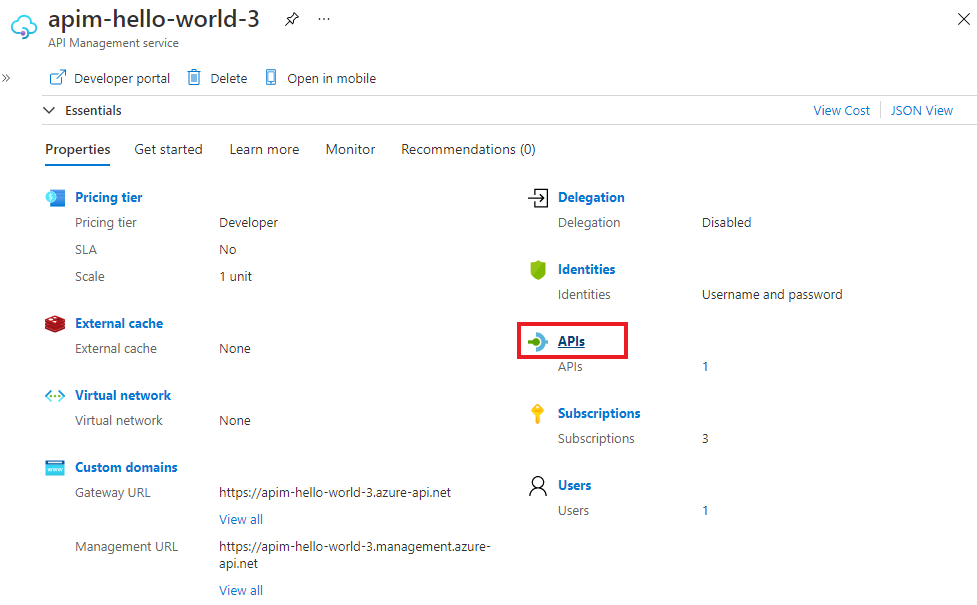 apim-hello-world-3
API Management service
Developer portal Delete Open in mobile
Essentials View Cost JSON View
Properties Get started Learn more Monitor Recommendations (0)
Pricing tier
Pricing tier Developer
SLA No
Scale 1 unit
External cache
External cache None
Virtual network
Virtual network None
www Custom domains
Gateway URL https://apim-hello-world-3.azure-api.net
View all
Management URL https://apim-hello-world-3.management.azure-
api.net
View all
Delegation
Delegation Disabled
Identities
Identities Username and password
APIs
APIs 1
Subscriptions
Subscriptions 3
Users
Users 1